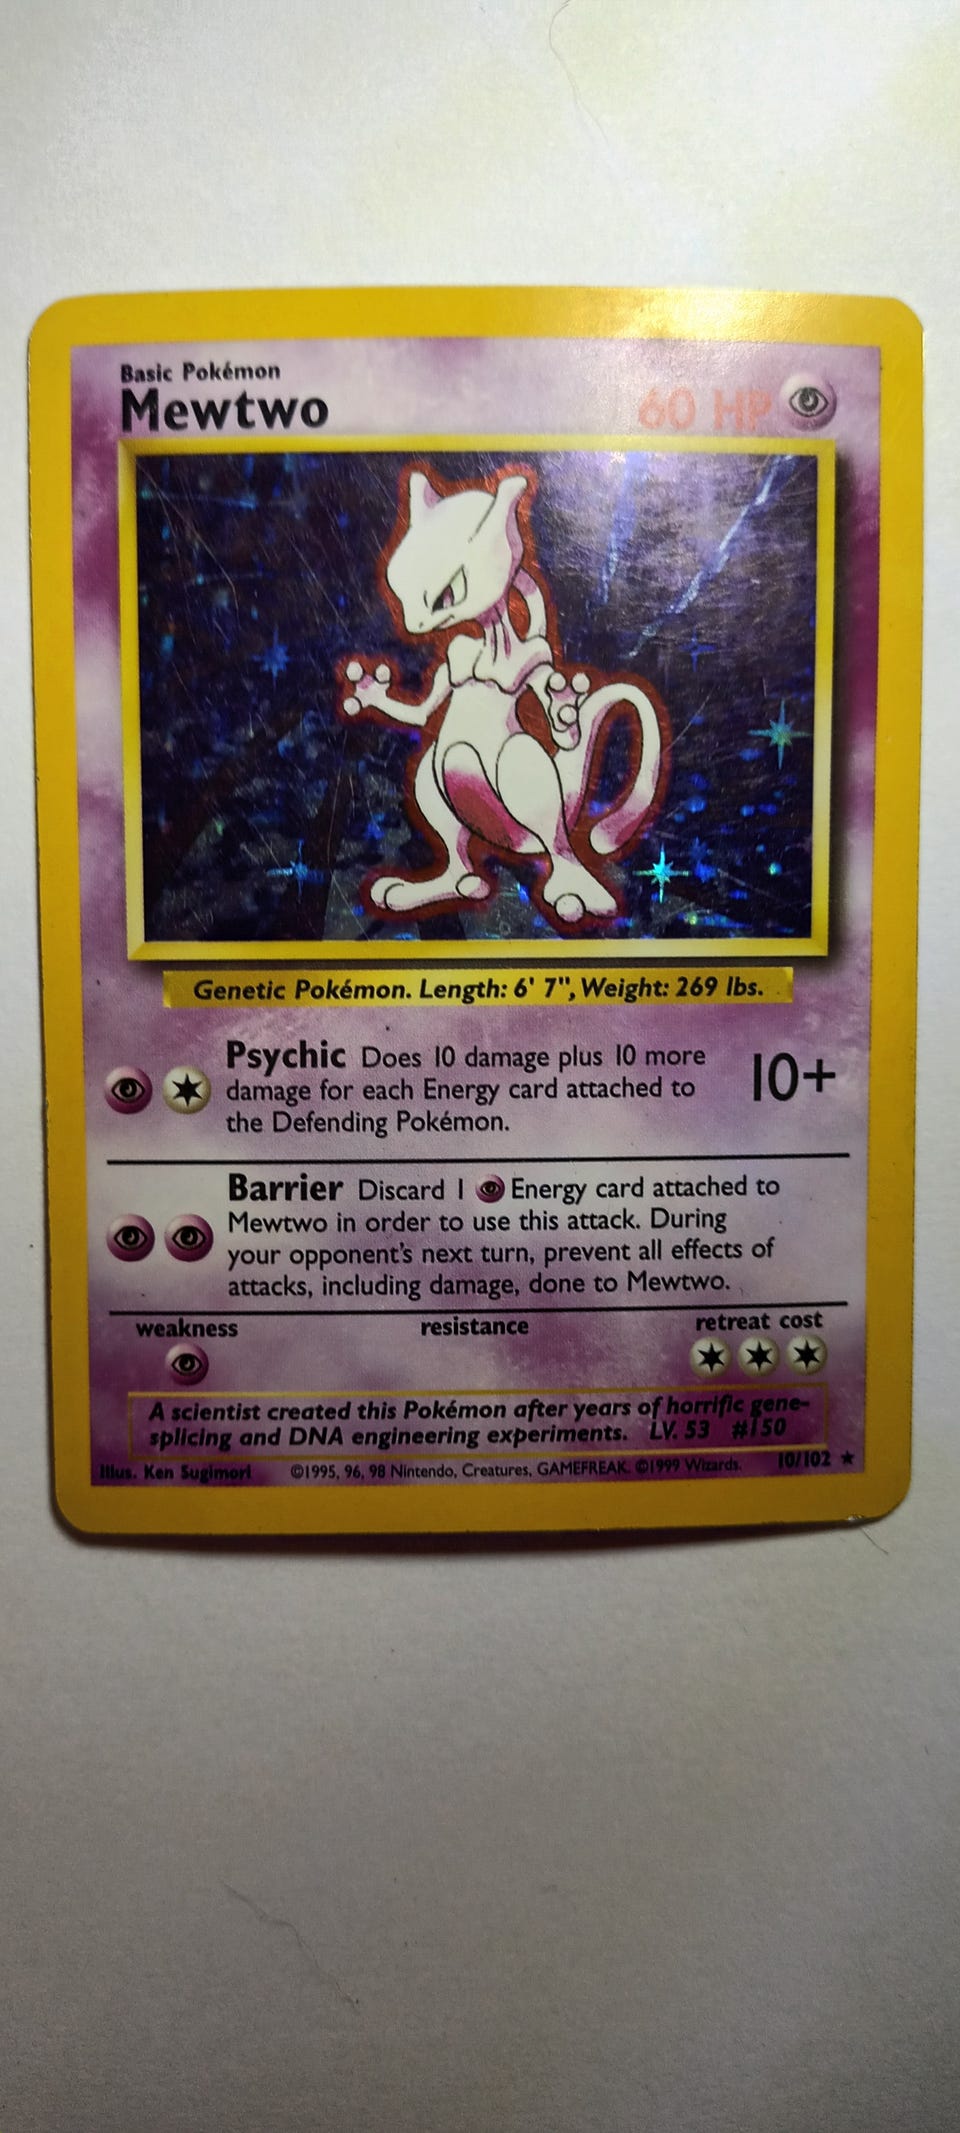 Basic Pokémon
Mewtwo 60 HP
Genetic Pokémon. Length: 6' 7", Weight: 269 lbs.
Psychic Does 10 damage plus 10 more
damage for each Energy card attached to
the Defending Pokémon.
10+
Barrier Discard 1 Energy card attached to
Mewtwo in order to use this attack. During
your opponent's next turn, prevent all effects of
attacks, including damage, done to Mewtwo.
weakness resistance retreat cost
A scientist created this Pokémon after years of horrific gene-
splicing and DNA engineering experiments. LV. 53 #150
Illus. Ken Sugimori ©1995, 96, 98 Nintendo, Creatures, GAMEFREAK. ©1999 Wizards. 10/102 ★